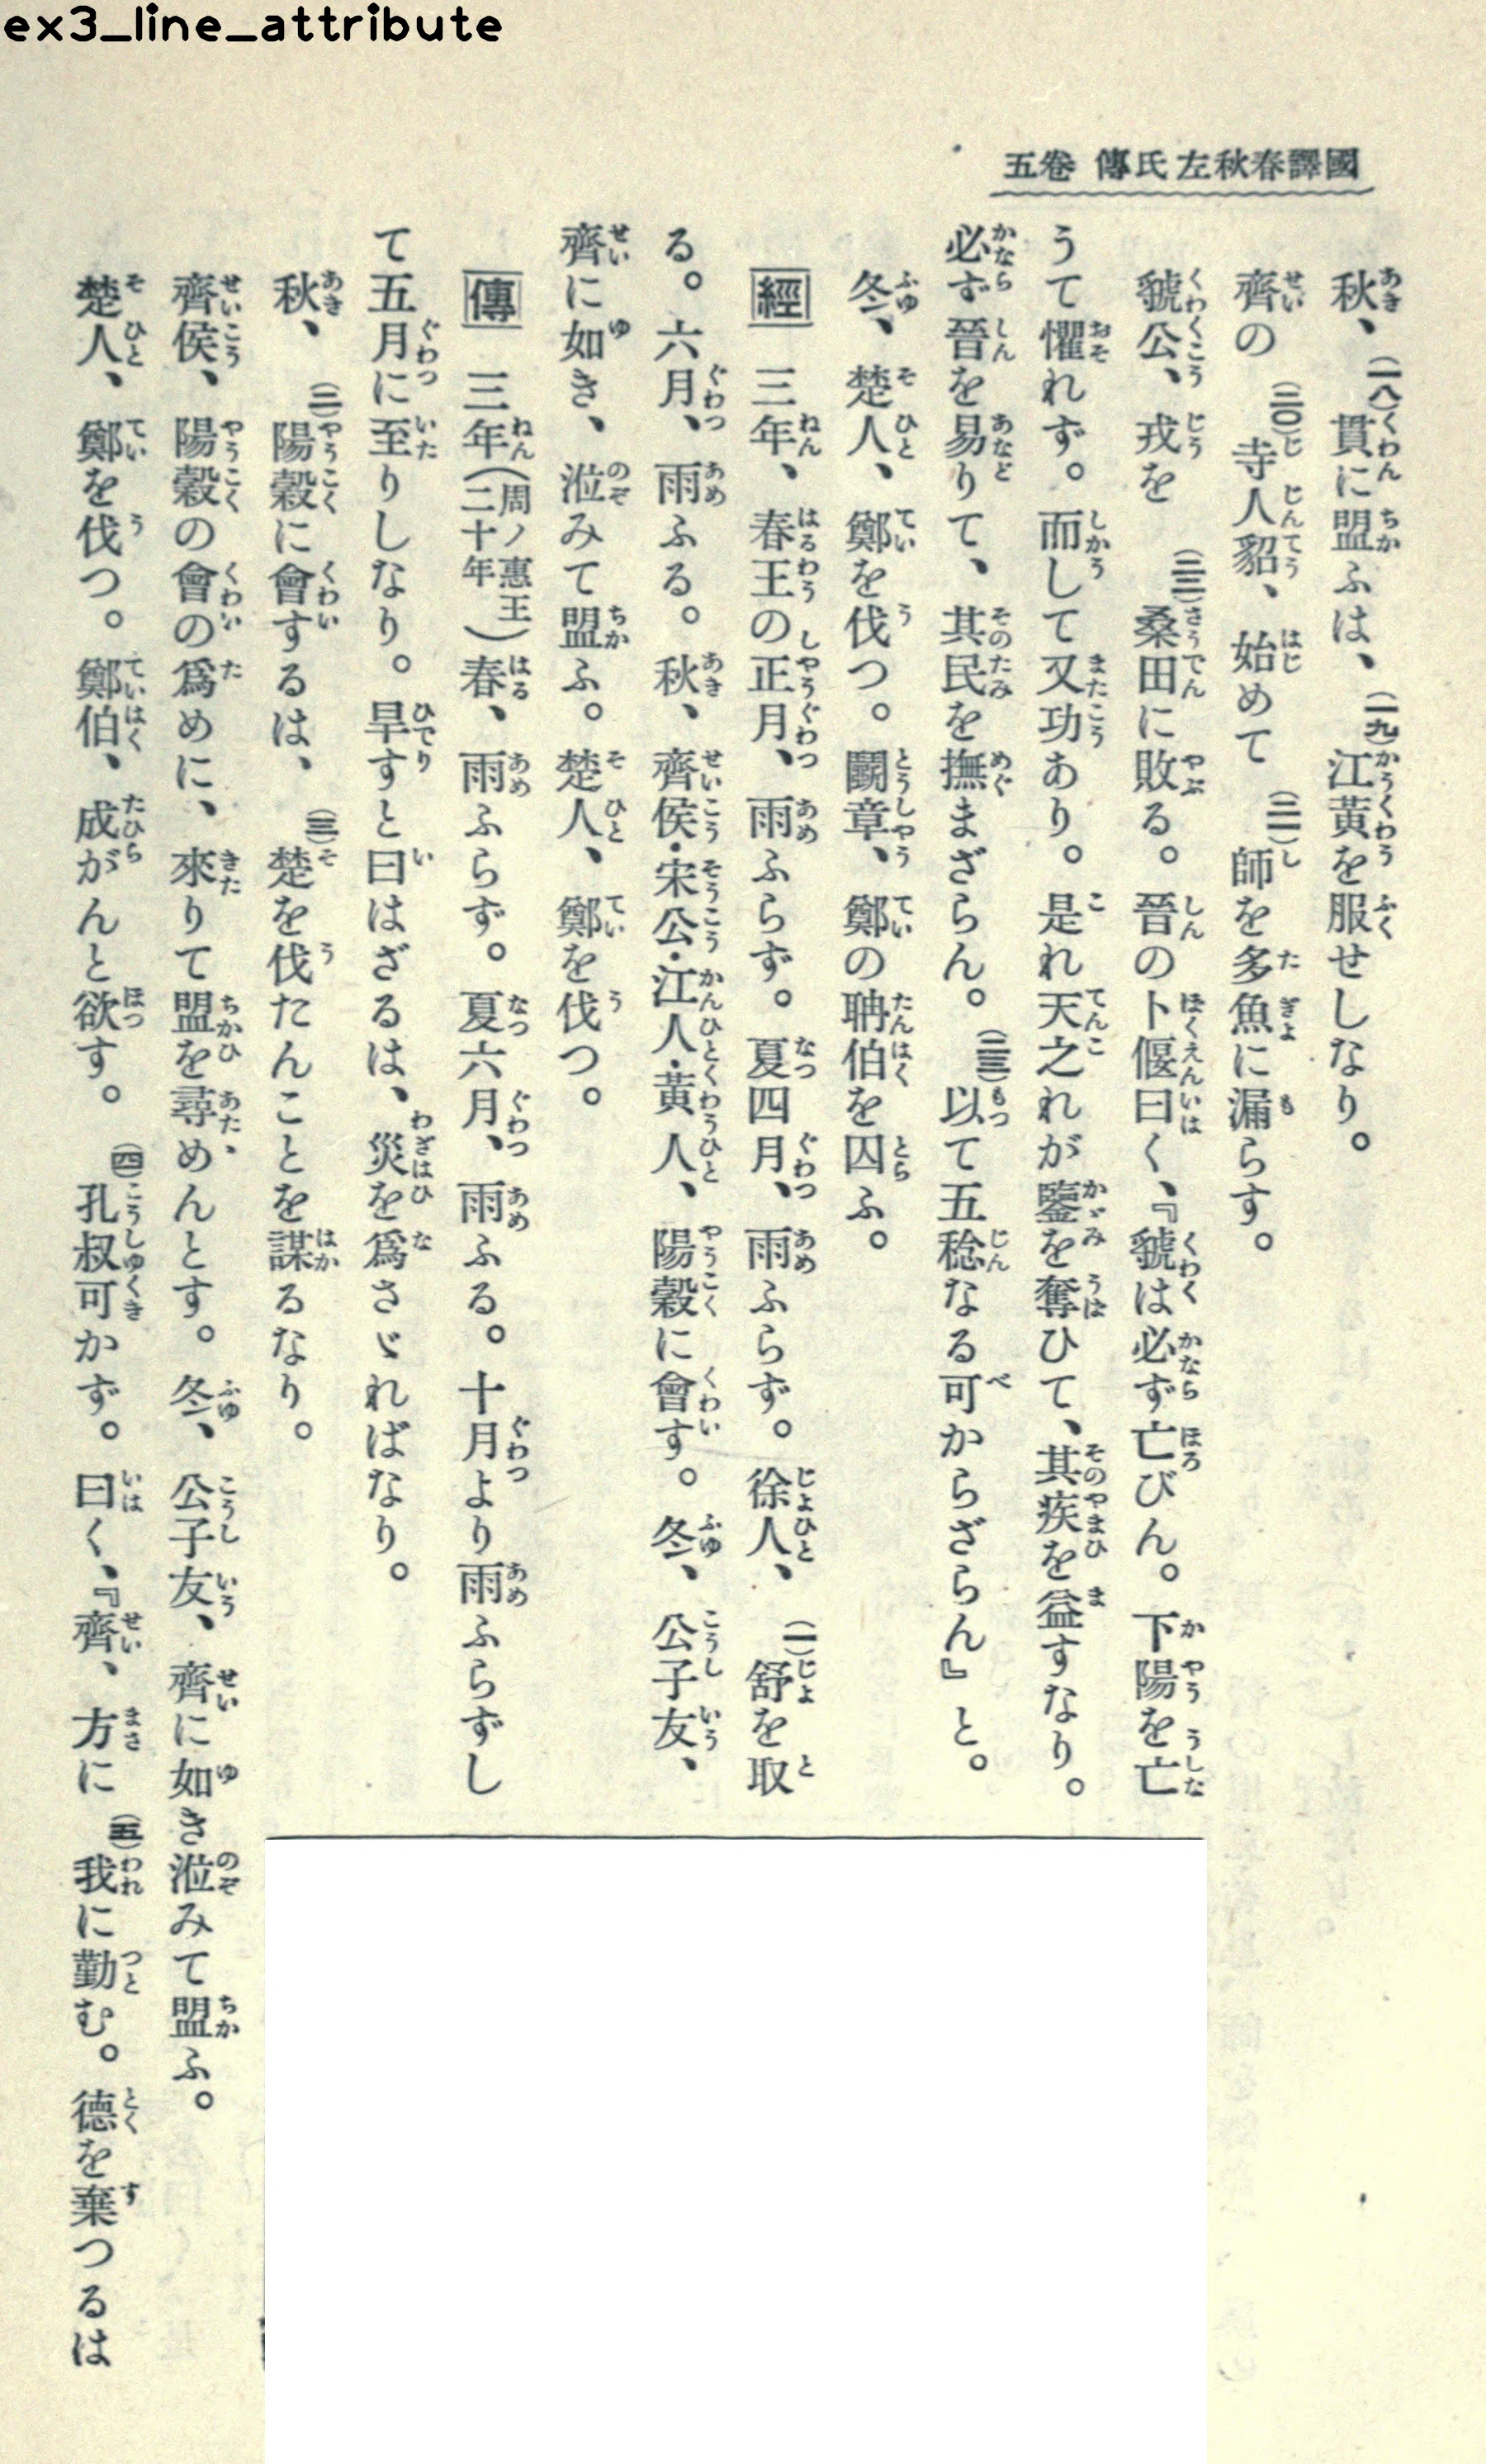 ex3_line_attribute
國譯春秋左氏傳 卷五
秋、(一八)貫に盟ふは、(一九)江黃を服せしなり。
齊の(二〇)寺人貂、始めて(二一)師を多魚に漏らす。
虢公、戎を(二二)桑田に敗る。晉の卜偃曰く、『虢は必ず亡びん。下陽を亡
うて懼れず。而して又功あり。是れ天之れが鑒を奪ひて、其疾を益すなり。
必ず晉を易りて、其民を撫まざらん。(二三)以て五稔なる可からざらん』と。
冬、楚人、鄭を伐つ。鬭章、鄭の聃伯を囚ふ。
經 三年、春王の正月、雨ふらず。夏四月、雨ふらず。徐人、(一)舒を取
る。六月、雨ふる。秋、齊侯・宋公・江人・黃人、陽穀に會す。冬、公子友、
齊に如き、涖みて盟ふ。楚人、鄭を伐つ。
傳 三年(周ノ惠王二十年)春、雨ふらず。夏六月、雨ふる。十月より雨ふらずし
て五月に至りしなり。旱すと曰はざるは、災を爲さゞればなり。
秋、(二)陽穀に會するは、(三)楚を伐たんことを謀るなり。
齊侯、陽穀の會の爲めに、來りて盟を尋めんとす。冬、公子友、齊に如き涖みて盟ふ。
楚人、鄭を伐つ。鄭伯、成がんと欲す。(四)孔叔可かず。曰く、『齊、方に(五)我に勤む。德を棄つるは